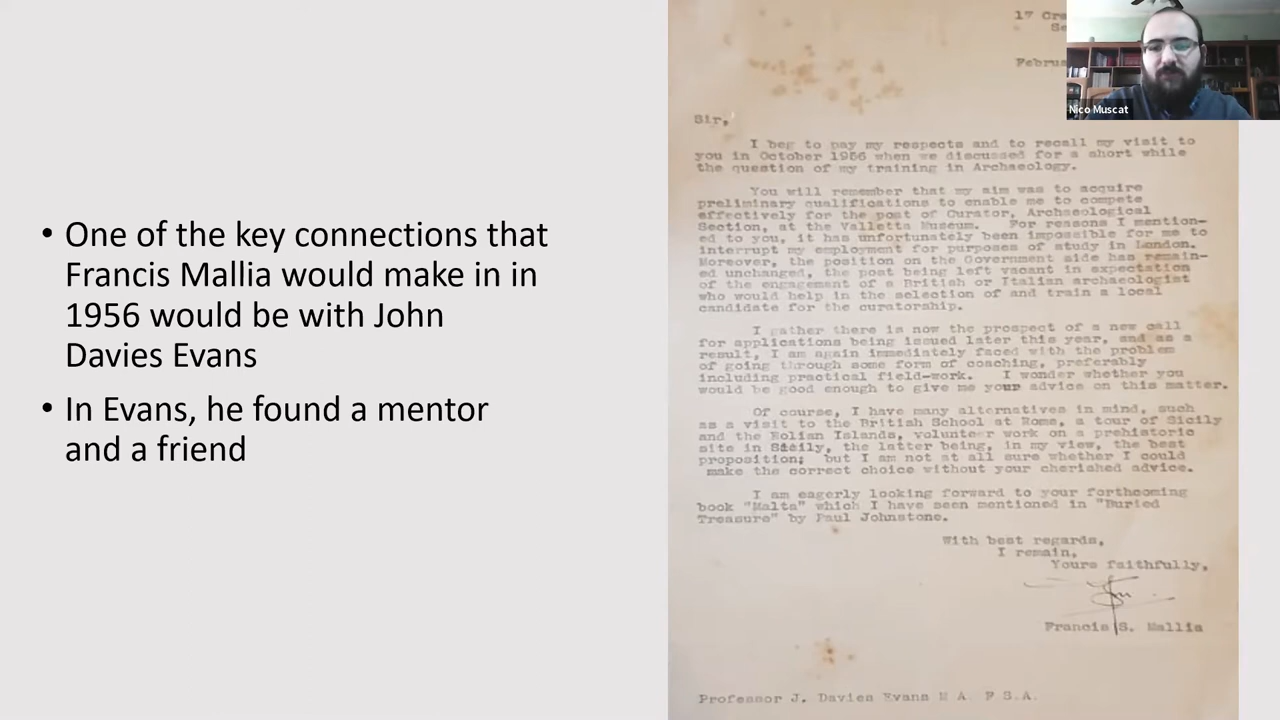 • One of the key connections that
Francis Mallia would make in in
1956 would be with John
Davies Evans
• In Evans, he found a mentor
and a friend
17
Sir,
I beg to pay my respects and to recall my visit to
you in October 1956 when we discussed for a short while
the question of my training in Archaeology.
You will remember that my aim was to acquire
preliminary qualifications to enable me to compete
effectively for the post of Curator, Archaeological
Section, at the Valletta Museum. For reasons I mention-
ed to you, it has unfortunately been impossible for me to
interrupt my employment for purposes of study in London.
Moreover, the position on the Government side has remain-
ed unchanged, the post being left vacant in expectation
of the engagement of a British or Italian archaeologist
who would help in the selection of and train a local
candidate for the curatorship.
I gather there is now the prospect of a new call
for applications being issued later this year, and as a
result, I am again immediately faced with the problem
of going through some form of coaching, preferably
including practical field-work. I wonder whether you
would be good enough to give me your advice on this matter.
Of course, I have many alternatives in mind, such
as a visit to the British School at Rome, a tour of Sicily
and the Eolian Islands, volunteer work on a prehistoric
site in Sicily, the latter being, in my view, the best
proposition; but I am not at all sure whether I could
make the correct choice without your cherished advice.
I am eagerly looking forward to your forthcoming
book "Malta" which I have seen mentioned in "Buried
Treasure" by Paul Johnstone.
With best regards,
I remain,
Yours faithfully,
Francis S. Mallia
Professor J. Davies Evans M A. F S.A.
Nico Muscat